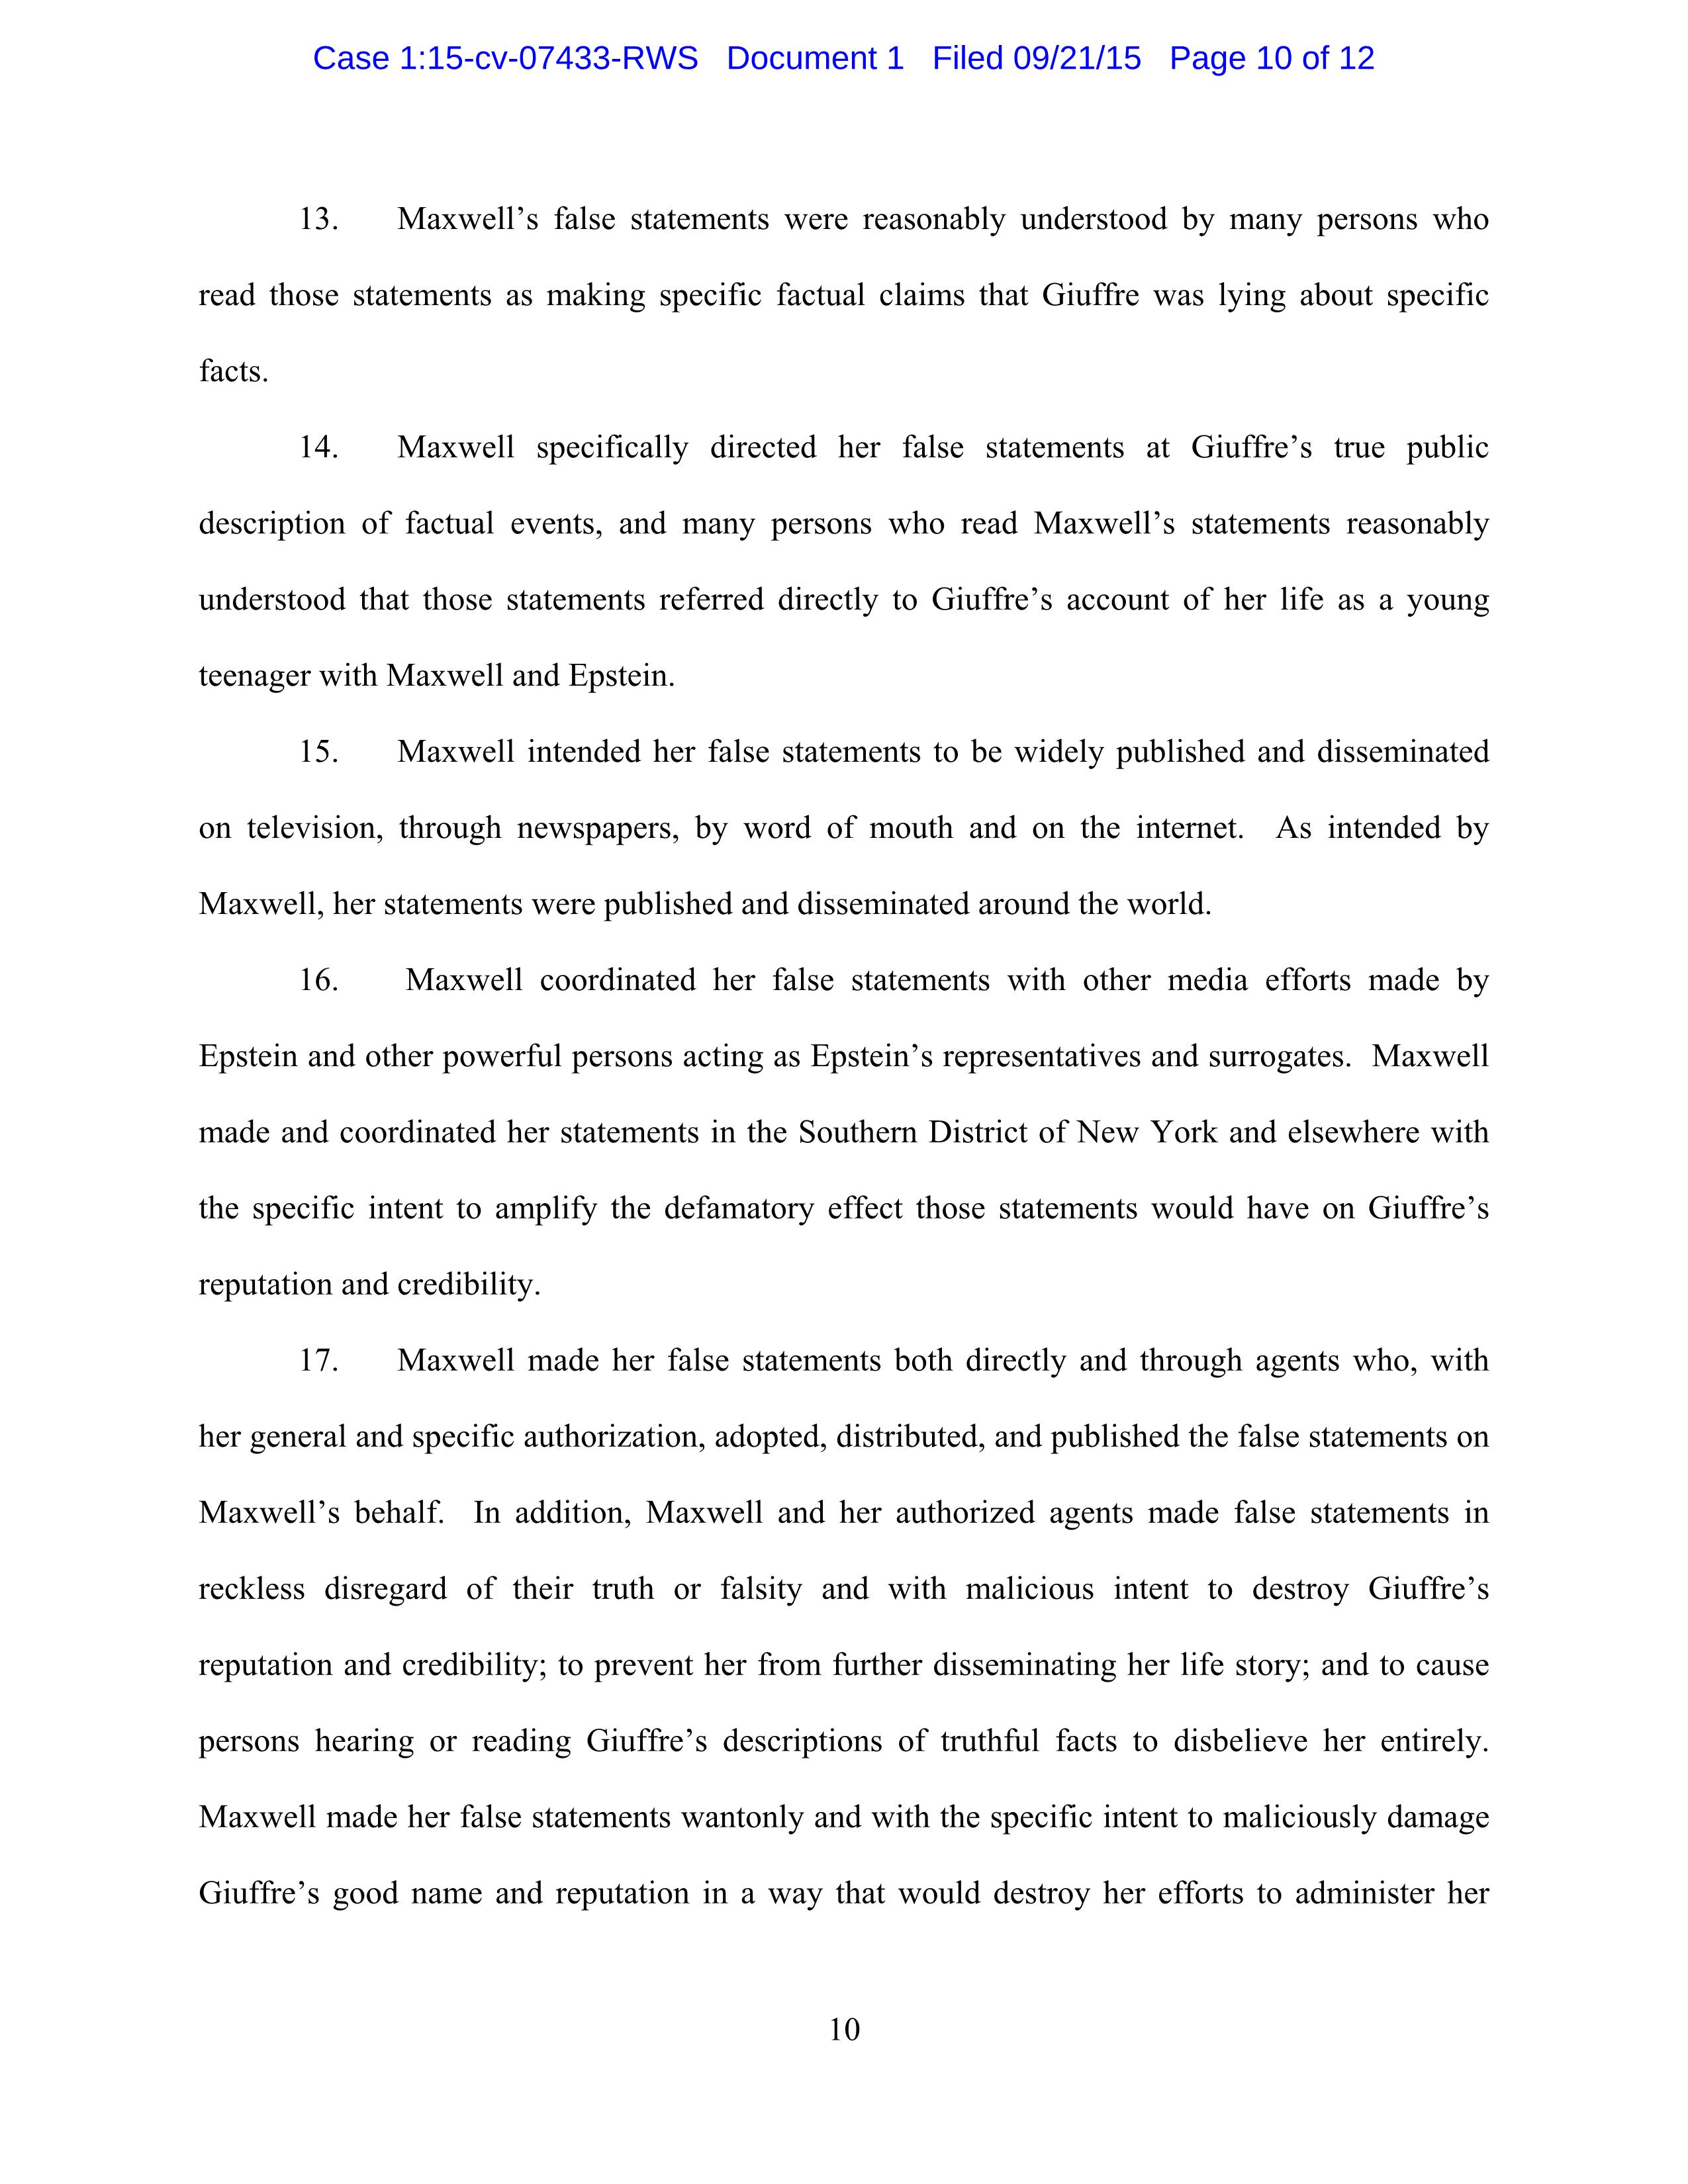 Case 1:15-cv-07433-RWS Document 1 Filed 09/21/15 Page 10 of 12
13. Maxwell’s false statements were reasonably understood by many persons who
read those statements as making specific factual claims that Giuffre was lying about specific
facts.
14. Maxwell specifically directed her false statements at Giuffre’s true public
description of factual events, and many persons who read Maxwell’s statements reasonably
understood that those statements referred directly to Giuffre’s account of her life as a young
teenager with Maxwell and Epstein.
15. Maxwell intended her false statements to be widely published and disseminated
on television, through newspapers, by word of mouth and on the internet. As intended by
Maxwell, her statements were published and disseminated around the world.
16. Maxwell coordinated her false statements with other media efforts made by
Epstein and other powerful persons acting as Epstein’s representatives and surrogates. Maxwell
made and coordinated her statements in the Southern District of New York and elsewhere with
the specific intent to amplify the defamatory effect those statements would have on Giuffre’s
reputation and credibility.
17. Maxwell made her false statements both directly and through agents who, with
her general and specific authorization, adopted, distributed, and published the false statements on
Maxwell’s behalf. In addition, Maxwell and her authorized agents made false statements in
reckless disregard of their truth or falsity and with malicious intent to destroy Giuffre’s
reputation and credibility; to prevent her from further disseminating her life story; and to cause
persons hearing or reading Giuffre’s descriptions of truthful facts to disbelieve her entirely.
Maxwell made her false statements wantonly and with the specific intent to maliciously damage
Giuffre’s good name and reputation in a way that would destroy her efforts to administer her
10